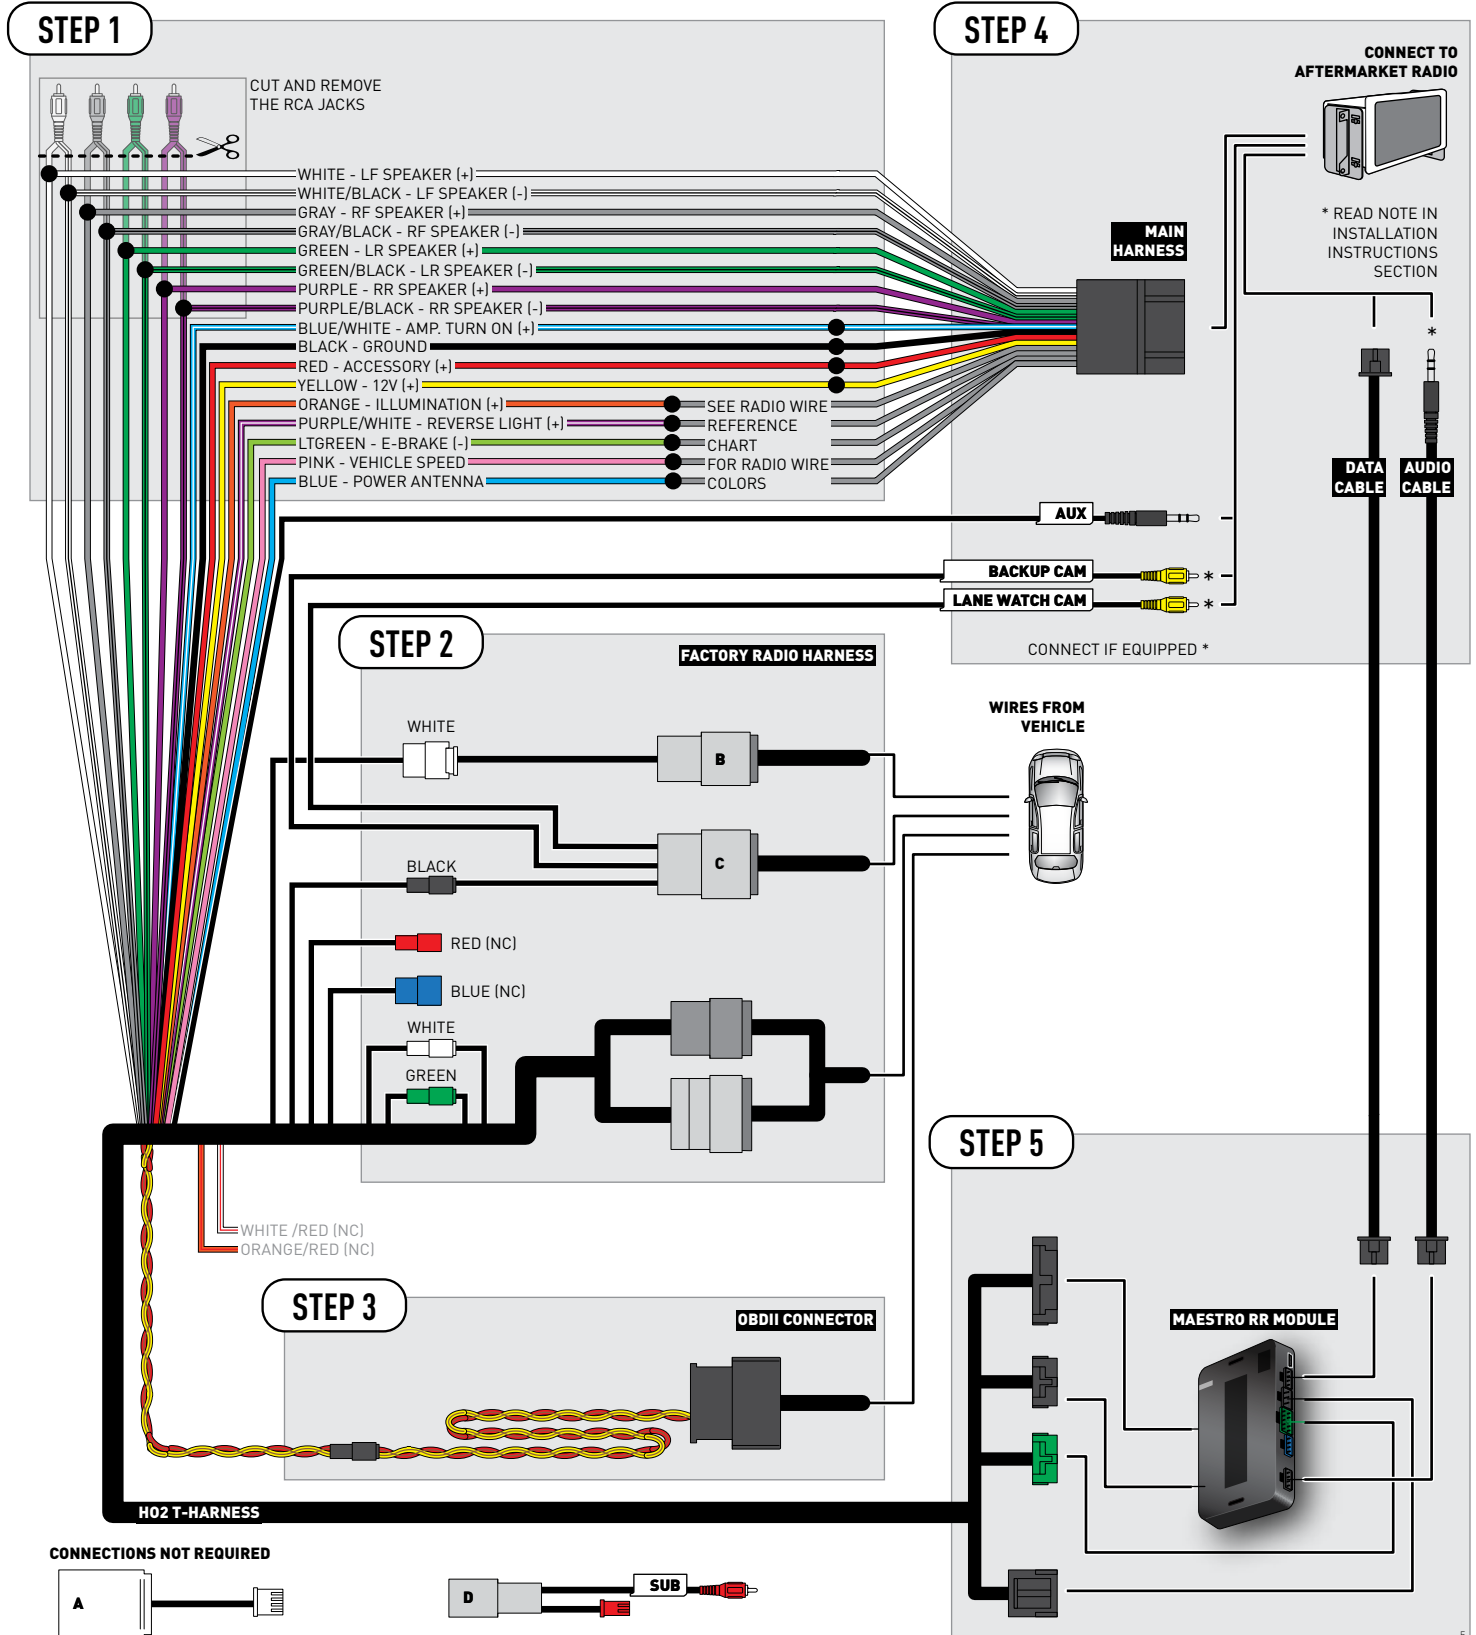 STEP 1
CUT AND REMOVE
THE RCA JACKS
WHITE - LF SPEAKER (+)
WHITE/BLACK - LF SPEAKER (-)
GRAY - RF SPEAKER (+)
GRAY/BLACK - RF SPEAKER (-)
GREEN - LR SPEAKER (+)
GREEN/BLACK - LR SPEAKER (-)
PURPLE - RR SPEAKER (+)
PURPLE/BLACK - RR SPEAKER (-)
BLUE/WHITE - AMP. TURN ON (+)
BLACK - GROUND
RED - ACCESSORY (+)
YELLOW - 12V (+)
ORANGE - ILLUMINATION (+)
PURPLE/WHITE - REVERSE LIGHT (+)
LTGREEN - E-BRAKE (-)
PINK - VEHICLE SPEED
BLUE - POWER ANTENNA
SEE RADIO WIRE
REFERENCE
CHART
FOR RADIO WIRE
COLORS
STEP 4
CONNECT TO
AFTERMARKET RADIO
* READ NOTE IN
INSTALLATION
INSTRUCTIONS
SECTION
MAIN
HARNESS
*
DATA
CABLE
AUDIO
CABLE
AUX
BACKUP CAM
*
LANE WATCH CAM
*
CONNECT IF EQUIPPED *
STEP 2
FACTORY RADIO HARNESS
WHITE
B
BLACK
C
RED (NC)
BLUE (NC)
WHITE
GREEN
WIRES FROM
VEHICLE
WHITE /RED (NC)
ORANGE/RED (NC)
STEP 3
OBDII CONNECTOR
STEP 5
MAESTRO RR MODULE
HO2 T-HARNESS
CONNECTIONS NOT REQUIRED
A
D
SUB
5